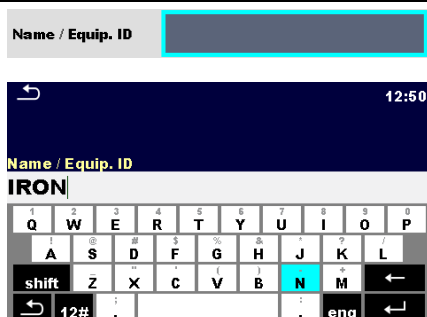 Name / Equip. ID
12:50
Name / Equip. ID
IRON
1 2 3 4 5 6 7 8 9 0
Q W E R T Y U I O P
! @ # $ % & ' ? /
A S D F G H J K L
shift Z X C V B N M
12# eng